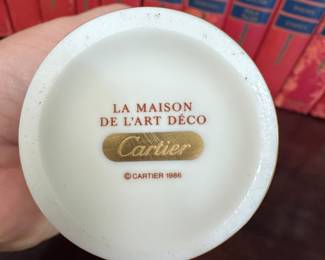 LA MAISON
DE L'ART DÉCO
Cartier
© CARTIER 1986